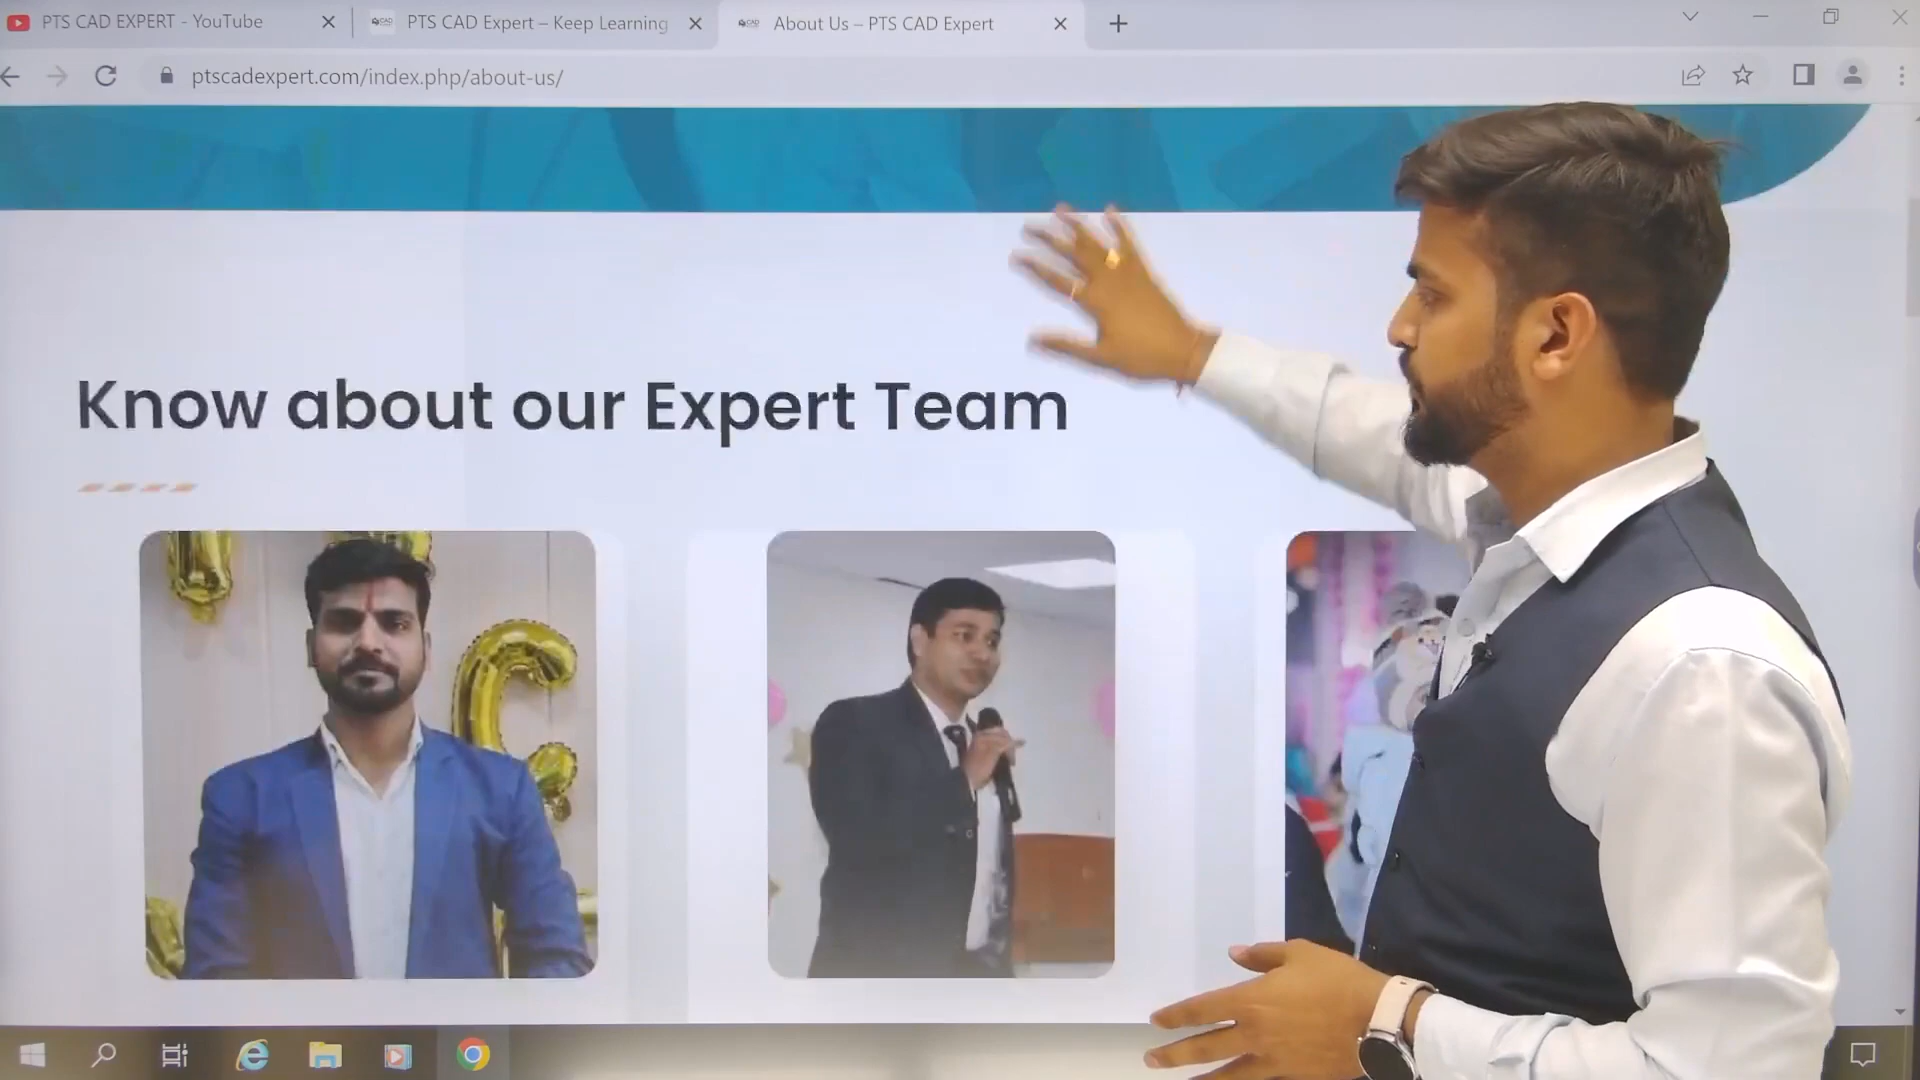 PTS CAD EXPERT - YouTube
PTS CAD Expert – Keep Learning
CAD
About Us – PTS CAD Expert
ptscadexpert.com/index.php/about-us/
Know about our Expert Team